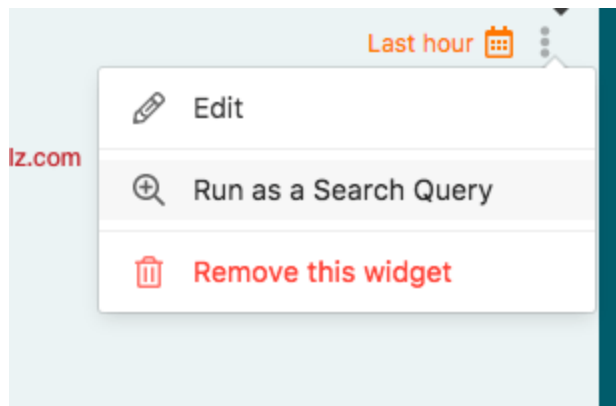 Last hour
Edit
lz.com
Run as a Search Query
Remove this widget